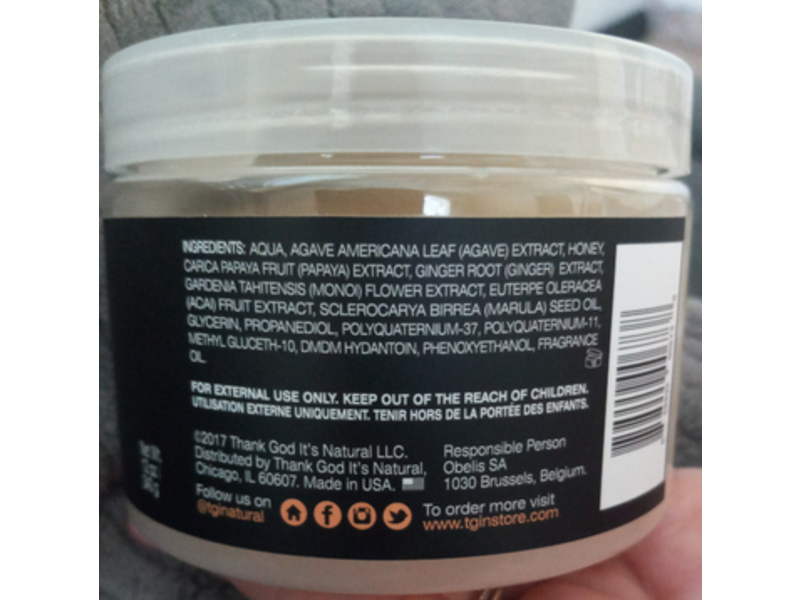 INGREDIENTS: AQUA, AGAVE AMERICANA LEAF (AGAVE) EXTRACT, HONEY,
CARICA PAPAYA FRUIT (PAPAYA) EXTRACT, GINGER ROOT (GINGER) EXTRACT,
GARDENIA TAHITENSIS (MONOI) FLOWER EXTRACT, EUTERPE OLERACEA
(ACAI) FRUIT EXTRACT, SCLEROCARYA BIRREA (MARULA) SEED OIL,
GLYCERIN, PROPANEDIOL, POLYQUATERNIUM-37, POLYQUATERNIUM-11,
METHYL GLUCETH-10, DMDM HYDANTOIN, PHENOXYETHANOL, FRAGRANCE
OIL.
FOR EXTERNAL USE ONLY. KEEP OUT OF THE REACH OF CHILDREN.
UTILISATION EXTERNE UNIQUEMENT. TENIR HORS DE LA PORTÉE DES ENFANTS.
©2017 Thank God It's Natural LLC.
Distributed by Thank God It's Natural,
Chicago, IL 60607. Made in USA.
Responsible Person
Obelis SA
1030 Brussels, Belgium.
Follow us on
@tginatural
To order more visit
www.tginstore.com